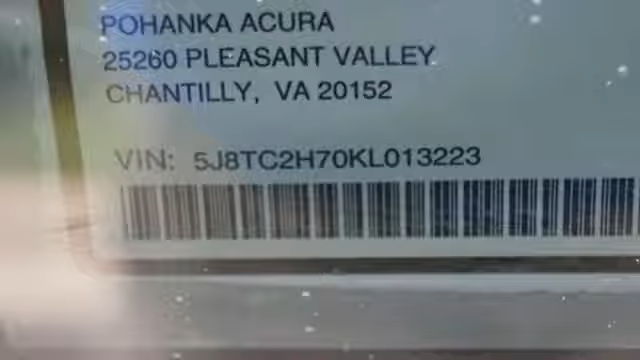 POHANKA ACURA
25260 PLEASANT VALLEY
CHANTILLY, VA 20152
VIN: 5J8TC2H70KL013223